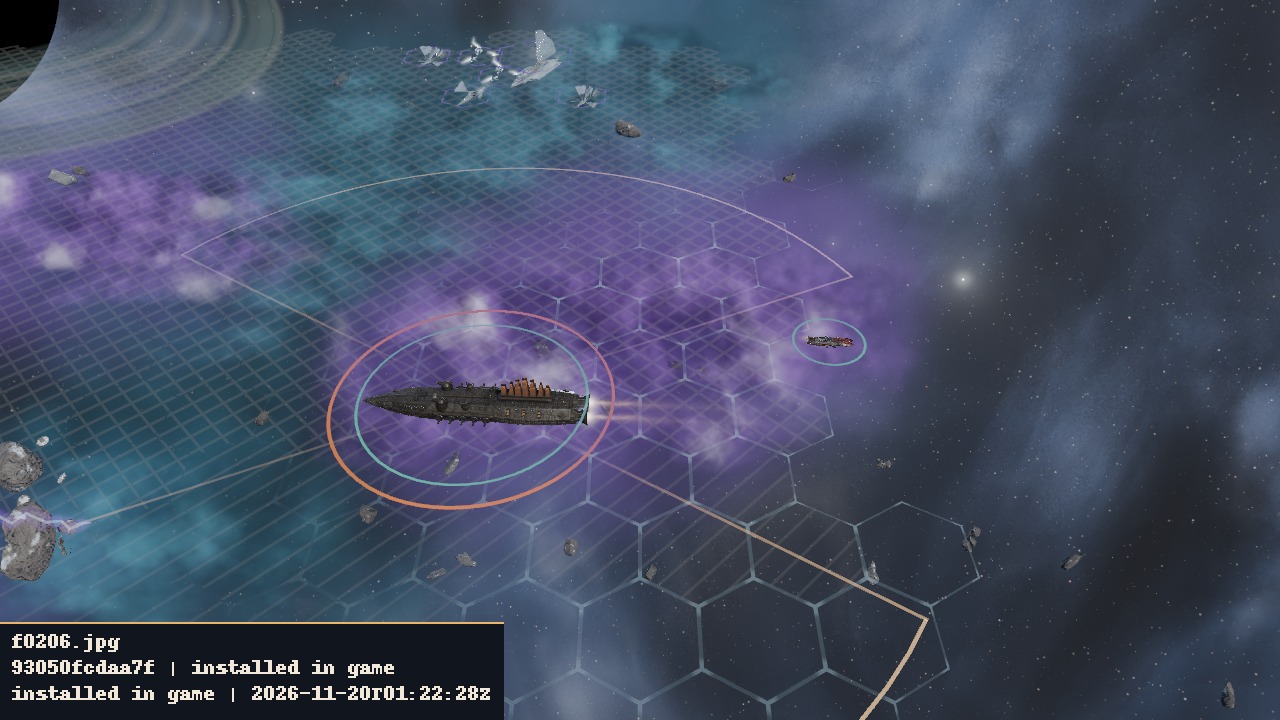 f0206.jpg
93050fcdaa7f | installed in game
installed in game | 2026-11-20T01:22:28Z